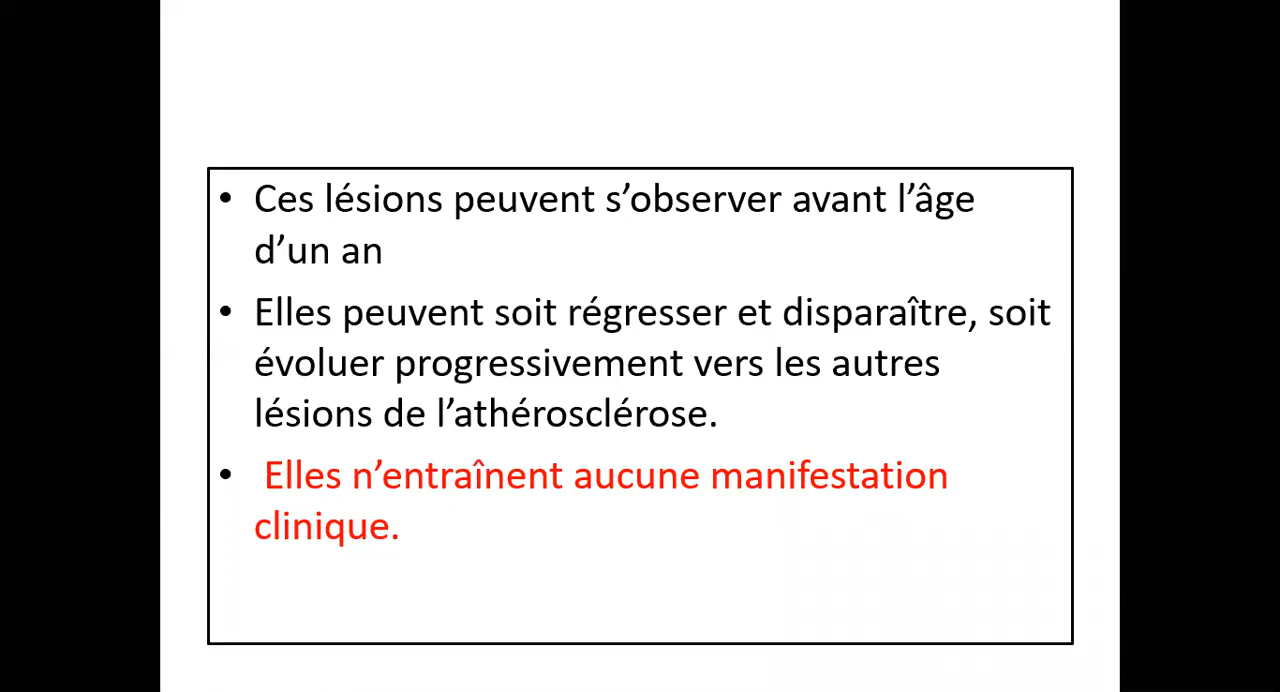 • Ces lésions peuvent s’observer avant l’âge
d’un an
• Elles peuvent soit régresser et disparaître, soit
évoluer progressivement vers les autres
lésions de l’athérosclérose.
• Elles n’entraînent aucune manifestation
clinique.